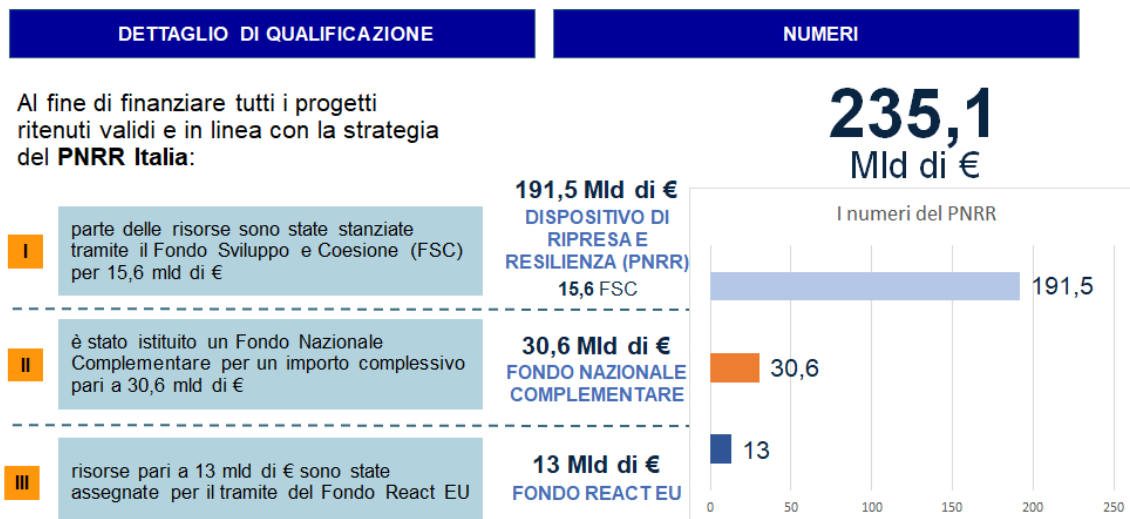 DETTAGLIO DI QUALIFICAZIONE
NUMERI
Al fine di finanziare tutti i progetti
ritenuti validi e in linea con la strategia
del PNRR Italia:
235,1
Mld di €
I
parte delle risorse sono state stanziate
tramite il Fondo Sviluppo e Coesione (FSC)
per 15,6 mld di €
191,5 Mld di €
DISPOSITIVO DI
RIPRESA E
RESILIENZA (PNRR)
15,6 FSC
II
è stato istituito un Fondo Nazionale
Complementare per un importo complessivo
pari a 30,6 mld di €
30,6 Mld di €
FONDO NAZIONALE
COMPLEMENTARE
III
risorse pari a 13 mld di € sono state
assegnate per il tramite del Fondo React EU
13 Mld di €
FONDO REACT EU
I numeri del PNRR
191,5
30,6
13
0 50 100 150 200 250